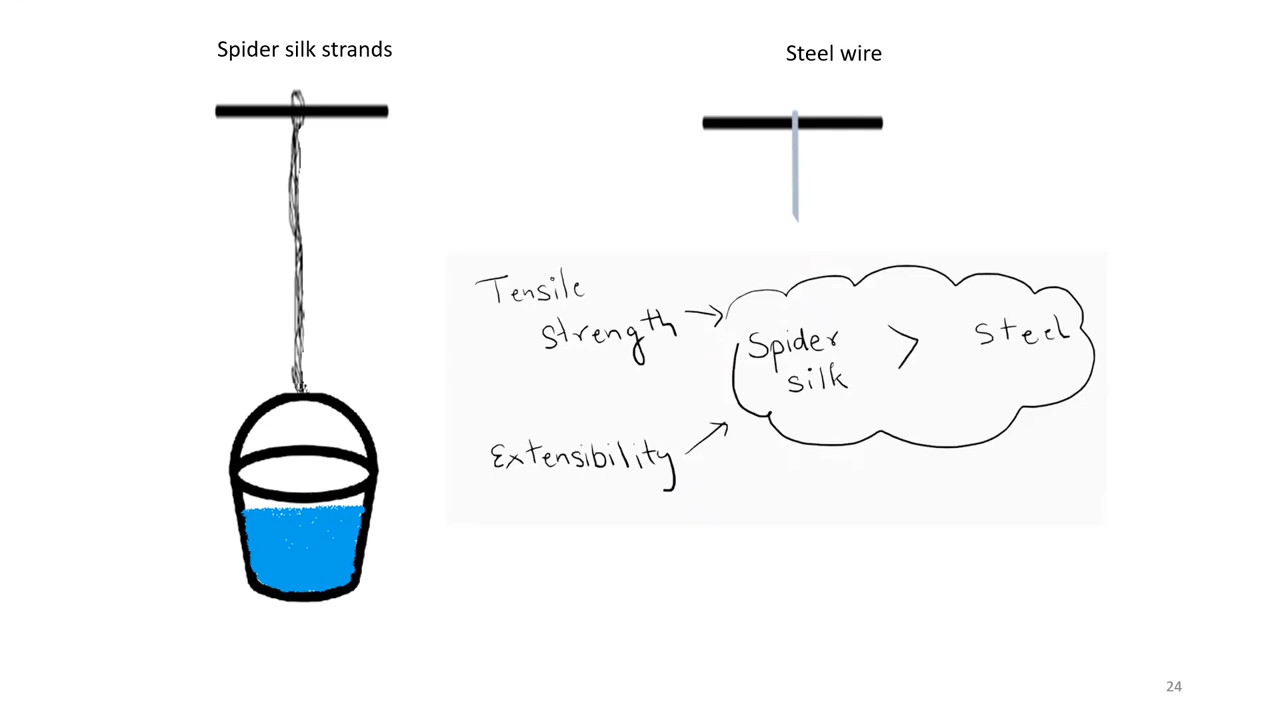 Spider silk strands
Steel wire
Tensile
strength
Spider > Steel
silk
Extensibility
24